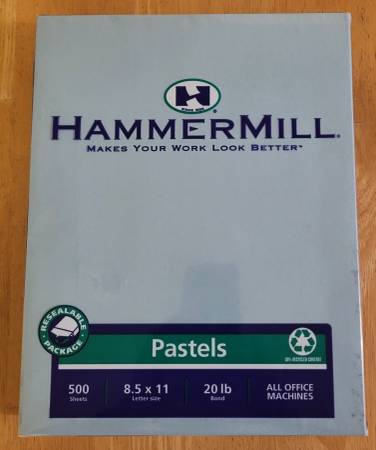 H
HAMMERMILL®
MAKES YOUR WORK LOOK BETTER™
RESEALABLE PACKAGE
Pastels
500
Sheets
8.5 x 11
Letter size
20 lb
Bond
ALL OFFICE
MACHINES